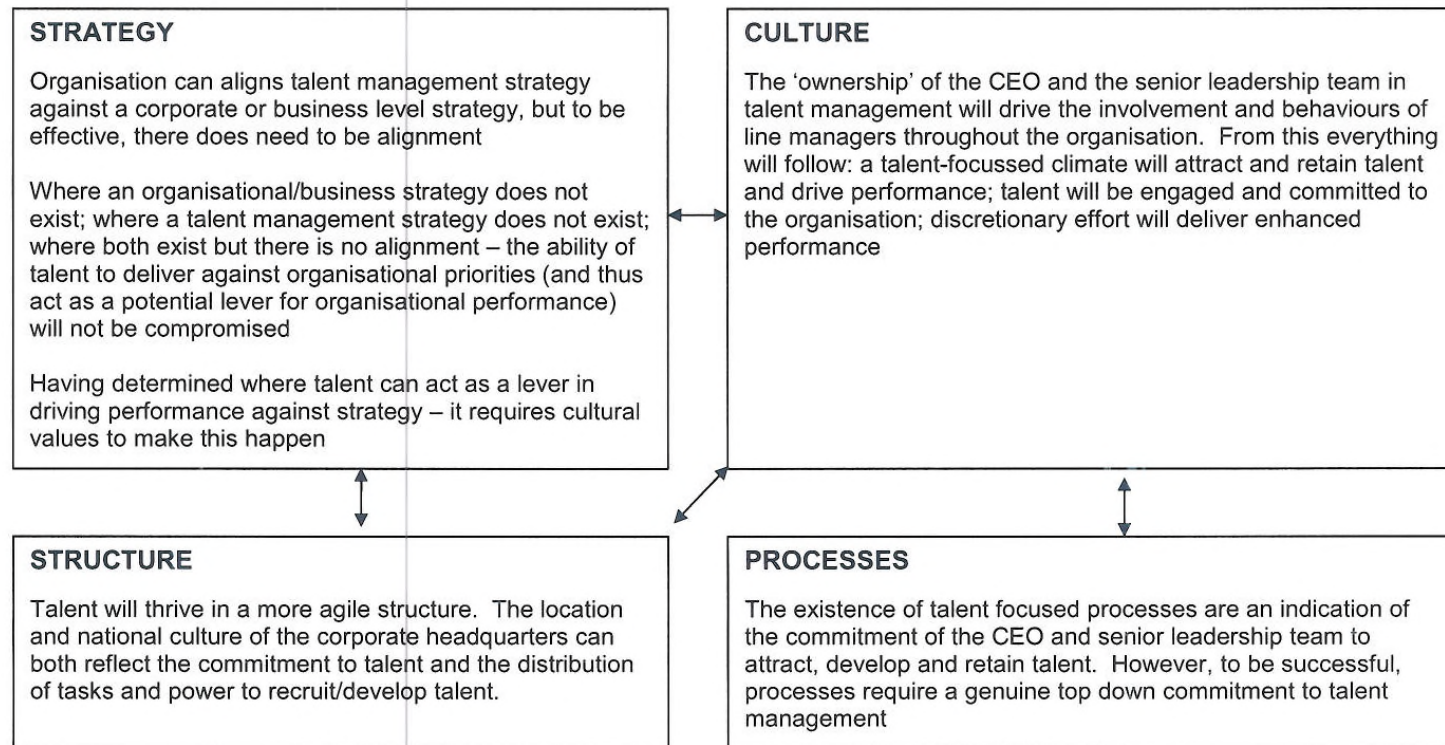 STRATEGY
Organisation can aligns talent management strategy
against a corporate or business level strategy, but to be
effective, there does need to be alignment
Where an organisational/business strategy does not
exist; where a talent management strategy does not exist;
where both exist but there is no alignment – the ability of
talent to deliver against organisational priorities (and thus
act as a potential lever for organisational performance)
will not be compromised
Having determined where talent can act as a lever in
driving performance against strategy – it requires cultural
values to make this happen
CULTURE
The ‘ownership’ of the CEO and the senior leadership team in
talent management will drive the involvement and behaviours of
line managers throughout the organisation. From this everything
will follow: a talent-focussed climate will attract and retain talent
and drive performance; talent will be engaged and committed to
the organisation; discretionary effort will deliver enhanced
performance
STRUCTURE
Talent will thrive in a more agile structure. The location
and national culture of the corporate headquarters can
both reflect the commitment to talent and the distribution
of tasks and power to recruit/develop talent.
PROCESSES
The existence of talent focused processes are an indication of
the commitment of the CEO and senior leadership team to
attract, develop and retain talent. However, to be successful,
processes require a genuine top down commitment to talent
management